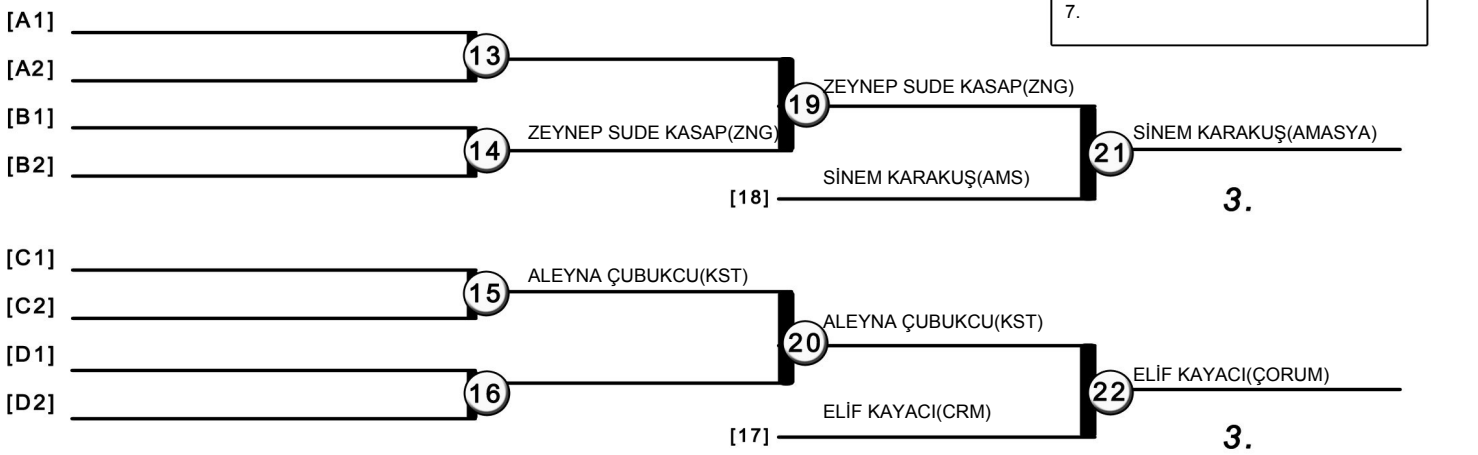 7.
[A1]
13
[A2]
ZEYNEP SUDE KASAP(ZNG)
19
[B1]
ZEYNEP SUDE KASAP(ZNG)
SİNEM KARAKUŞ(AMASYA)
14
21
[B2]
SİNEM KARAKUŞ(AMS)
[18]
3.
[C1]
ALEYNA ÇUBUKCU(KST)
15
[C2]
ALEYNA ÇUBUKCU(KST)
20
[D1]
ELİF KAYACI(ÇORUM)
16
22
[D2]
ELİF KAYACI(CRM)
[17]
3.